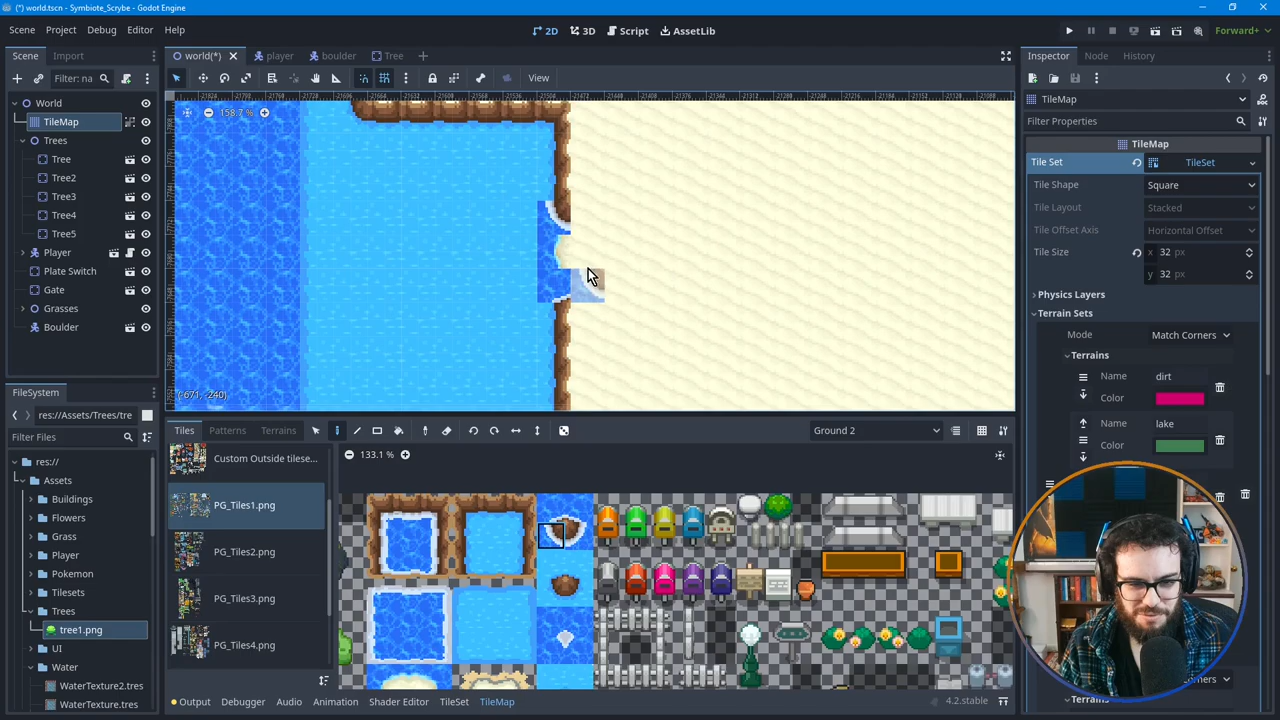 (*) world.tscn - Symbiote_Scrybe - Godot Engine
Scene Project Debug Editor Help
2D 3D Script AssetLib
Forward+
Scene Import
world(*) player boulder Tree
Inspector Node History
Filter: na
View
World
TileMap
Trees
Tree
Tree2
Tree3
Tree4
Tree5
Player
Plate Switch
Gate
Grasses
Boulder
158.7 %
TileMap
Filter Properties
TileMap
Tile Set TileSet
Tile Shape Square
Tile Layout Stacked
Tile Offset Axis Horizontal Offset
Tile Size x 32 px
y 32 px
Physics Layers
Terrain Sets
Mode Match Corners
Terrains
Name dirt
Color
Name lake
Color
Terrains
FileSystem
res://Assets/Trees/tre
Filter Files
res://
Assets
Buildings
Flowers
Grass
Player
Pokemon
Tilesets
Trees
tree1.png
UI
Water
WaterTexture2.tres
WaterTexture.tres
Tiles Patterns Terrains
Ground 2
133.1 %
Custom Outside tilese...
PG_Tiles1.png
PG_Tiles2.png
PG_Tiles3.png
PG_Tiles4.png
Output Debugger Audio Animation Shader Editor TileSet TileMap
4.2.stable